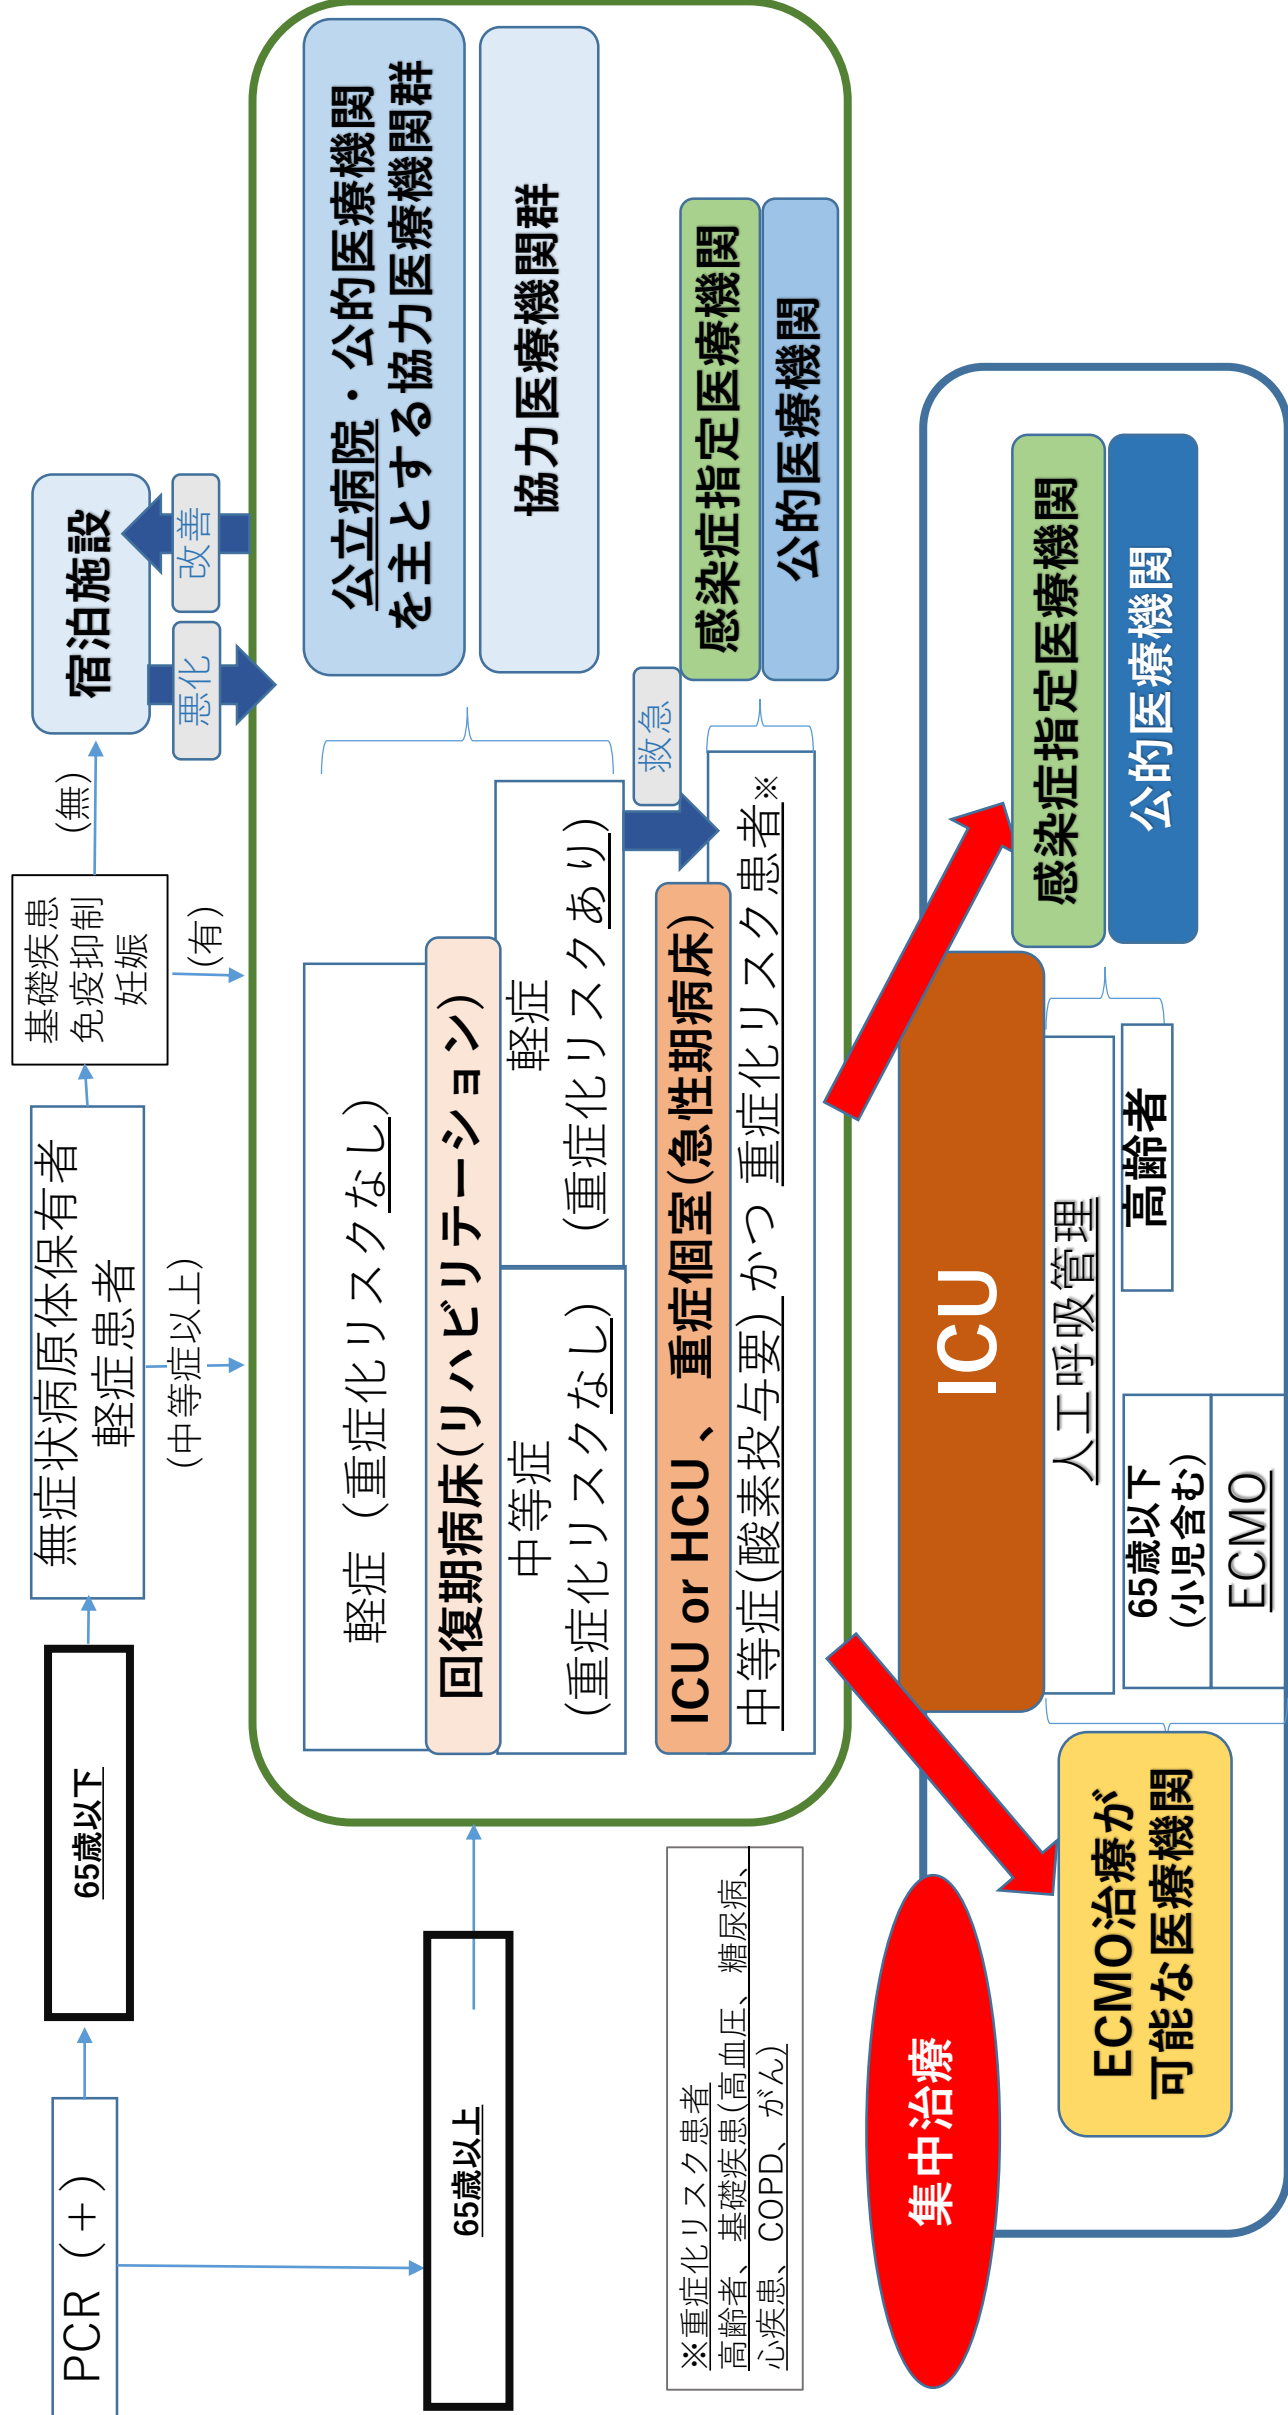 PCR（＋）
65歳以下
無症状病原体保有者
軽症患者
基礎疾患
免疫抑制
妊娠
(無)
宿泊施設
(中等症以上)
(有)
悪化
改善
65歳以上
軽症（重症化リスクなし）
回復期病床(リハビリテーション)
中等症
(重症化リスクなし)
軽症
(重症化リスクあり)
公立病院・公的医療機関
を主とする協力医療機関群
協力医療機関群
救急
ICU or HCU、重症個室(急性期病床)
中等症(酸素投与要)かつ 重症化リスク患者※
感染症指定医療機関
公的医療機関
※重症化リスク患者
高齢者、基礎疾患(高血圧、糖尿病、
心疾患、COPD、がん)
集中治療
ICU
人工呼吸管理
65歳以下
(小児含む)
ECMO
高齢者
ECMO治療が
可能な医療機関
感染症指定医療機関
公的医療機関